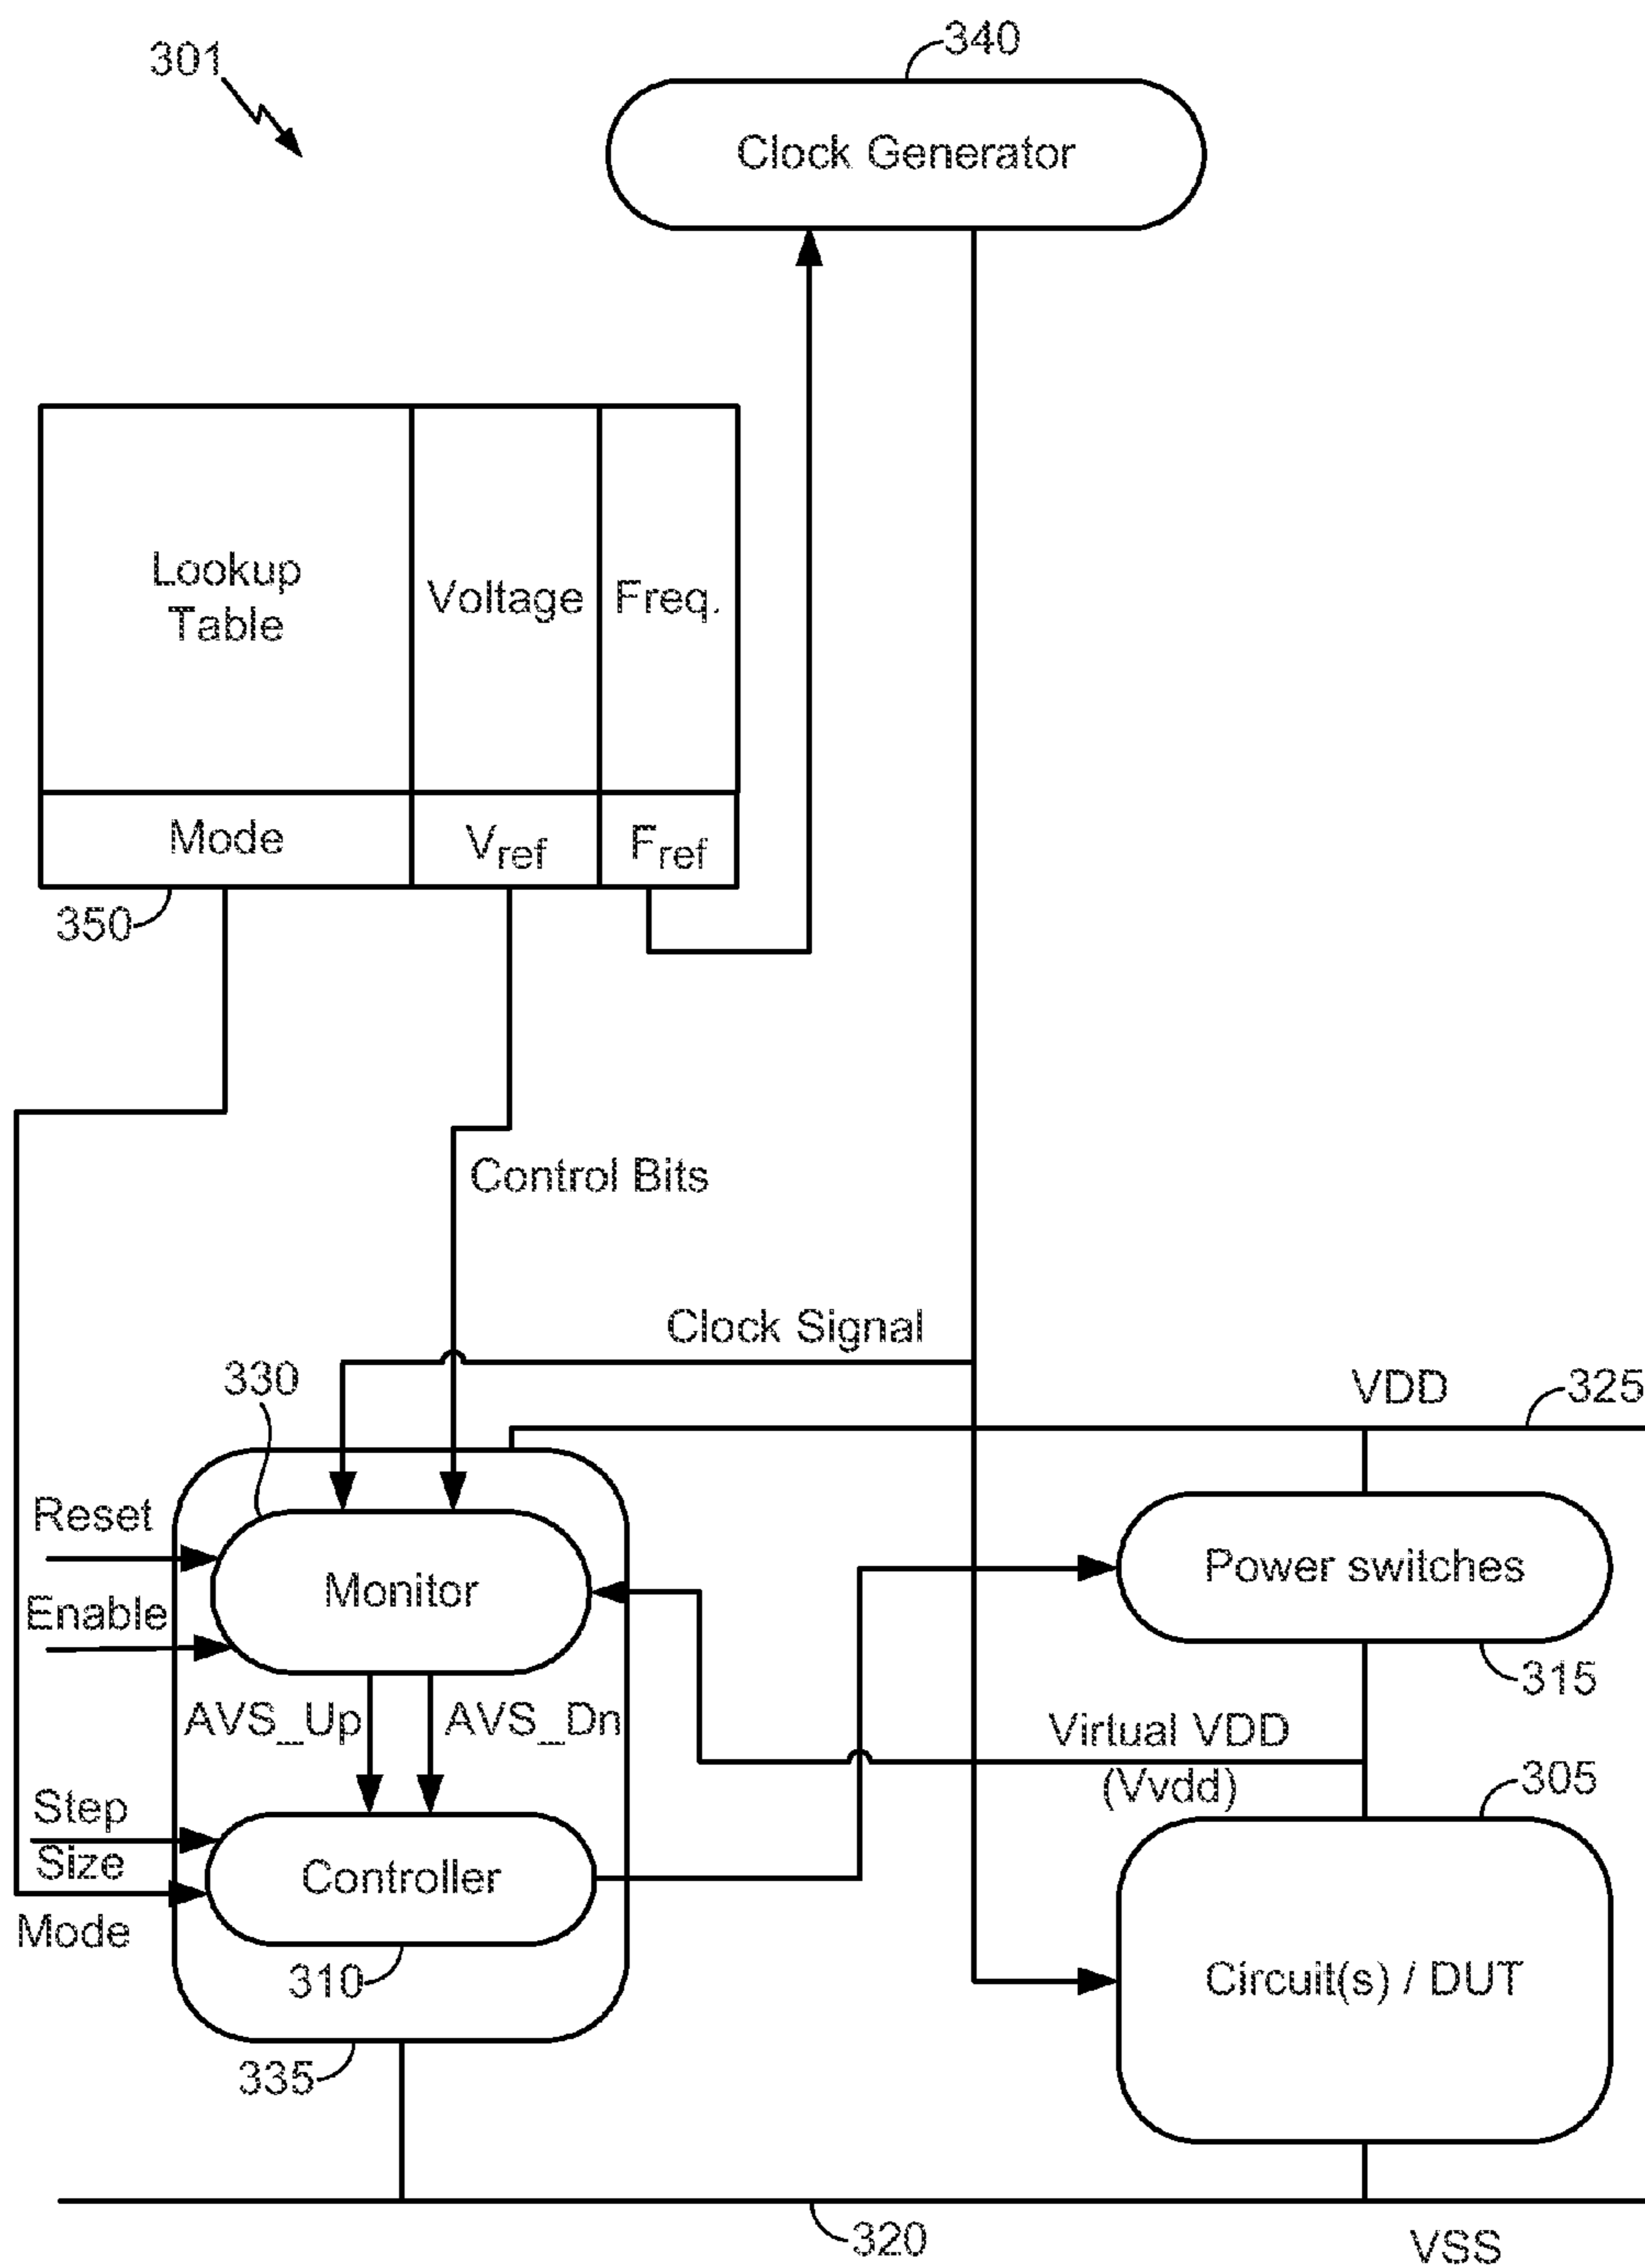 301
340
Clock Generator
Lookup
Table
Voltage
Freq.
Mode
Vref
Fref
350
Control Bits
Clock Signal
330
VDD
325
Reset
Monitor
Power switches
Enable
315
AVS_Up
AVS_Dn
Virtual VDD
(Vvdd)
305
Step
Size
Controller
Mode
310
Circuit(s) / DUT
335
320
VSS